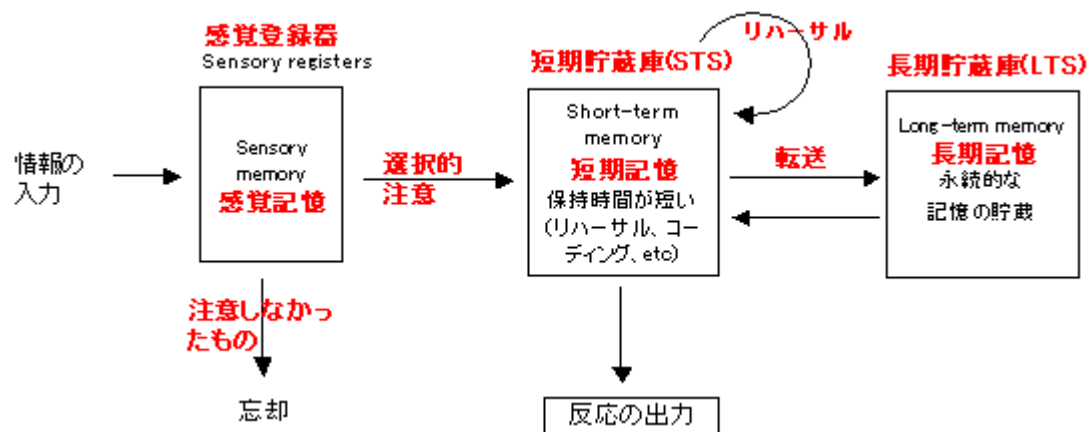 感覚登録器
Sensory registers
情報の
入力
Sensory
memory
感覚記憶
選択的
注意
注意しなかっ
たもの
忘却
リハーサル
短期貯蔵庫(STS)
Short-term
memory
短期記憶
保持時間が短い
(リハーサル、コー
ディング、etc)
反応の出力
転送
長期貯蔵庫(LTS)
Long-term memory
長期記憶
永続的な
記憶の貯蔵